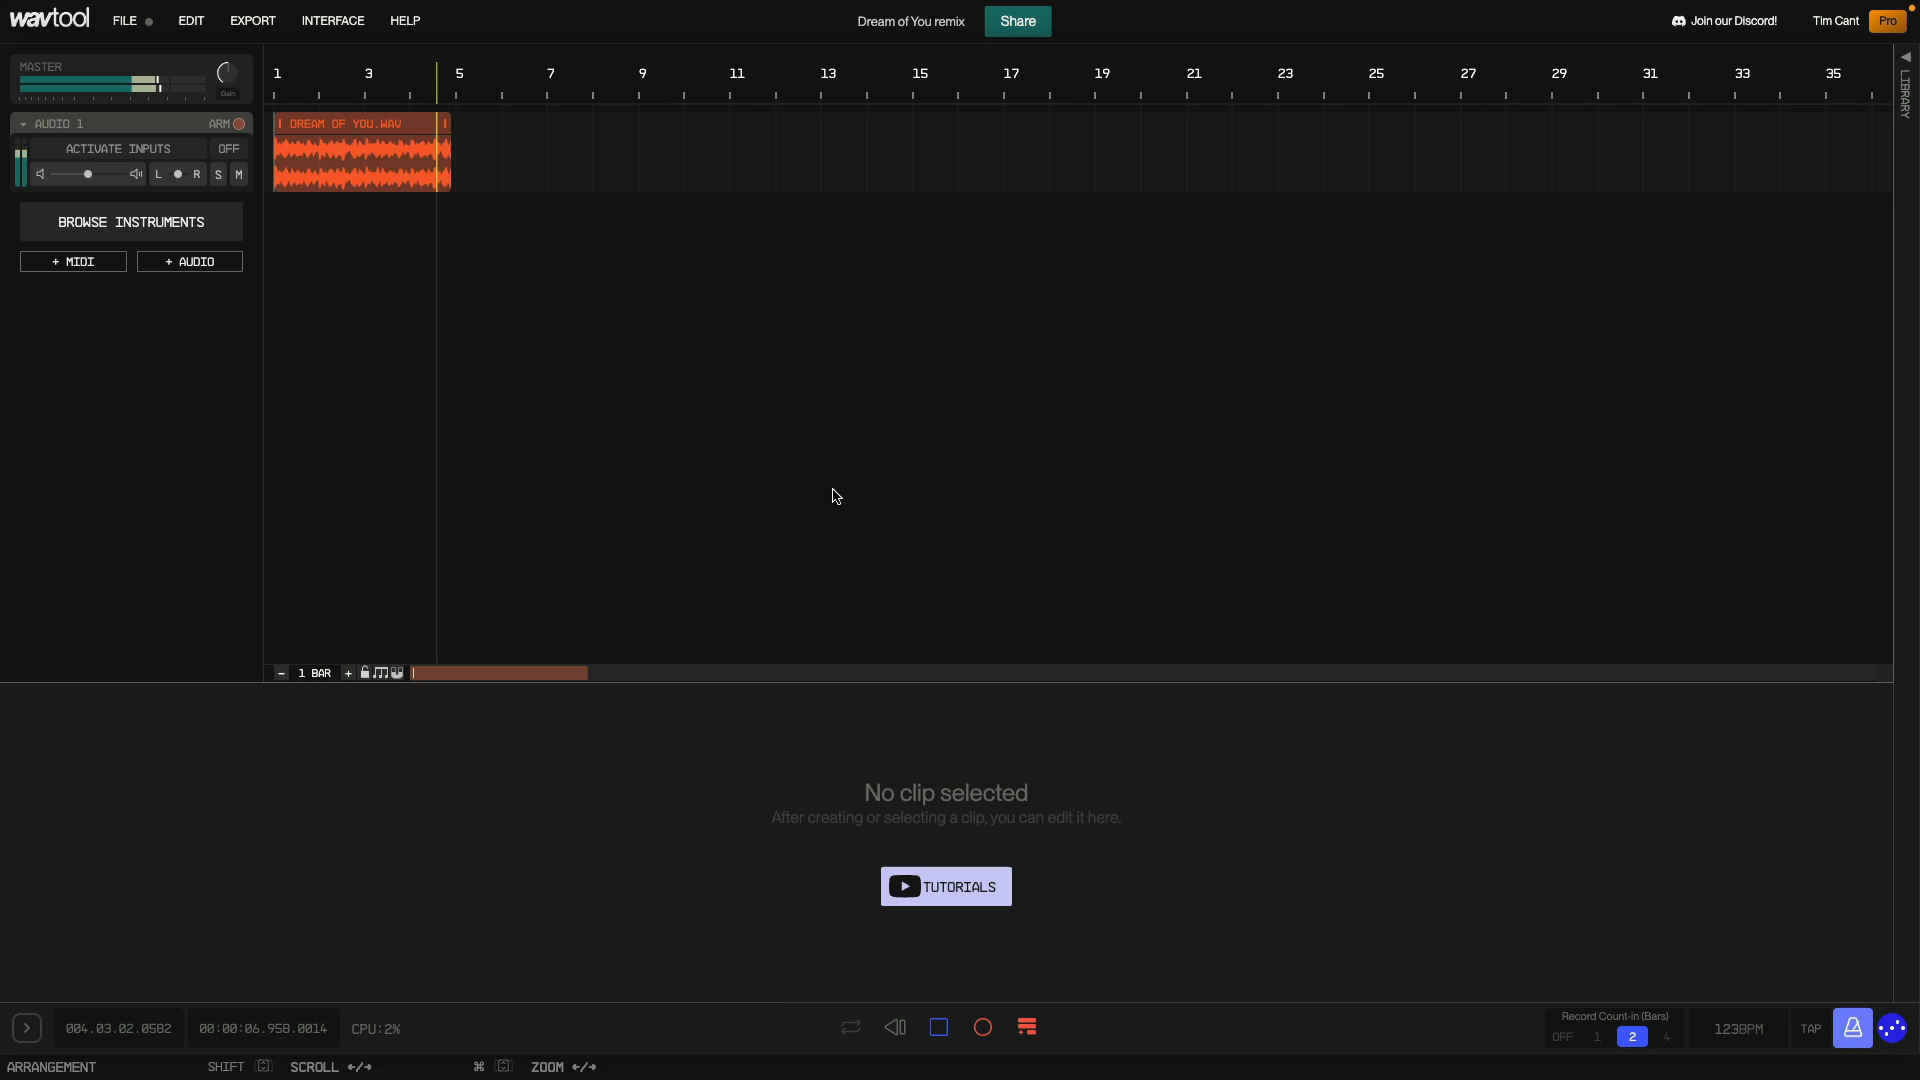 wavtool FILE EDIT EXPORT INTERFACE HELP Dream of You remix Share Join our Discord! Tim Cant Pro
MASTER
Gain
1 3 5 7 9 11 13 15 17 19 21 23 25 27 29 31 33 35
LIBRARY
AUDIO 1 ARM
DREAM OF YOU.WAV
ACTIVATE INPUTS OFF
L R S M
BROWSE INSTRUMENTS
+ MIDI + AUDIO
- 1 BAR +
No clip selected
After creating or selecting a clip, you can edit it here.
TUTORIALS
004.03.02.0582 00:00:06.958.0014 CPU:2%
Record Count-in (Bars)
OFF 1 2 4
123BPM TAP
ARRANGEMENT SHIFT SCROLL ←/→ ⌘ ZOOM ←/→